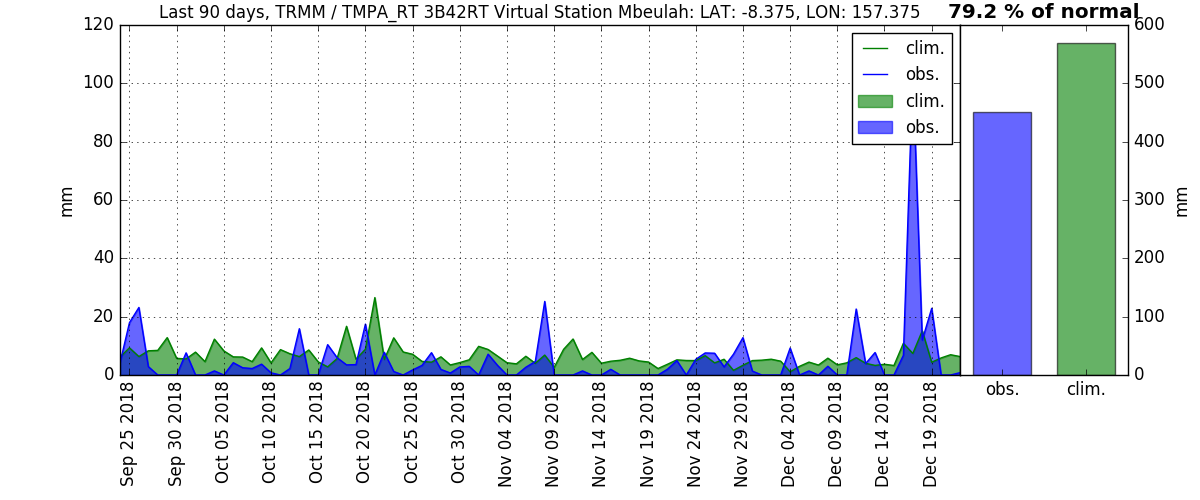 Last 90 days, TRMM / TMPA_RT 3B42RT Virtual Station Mbeulah: LAT: -8.375, LON: 157.375
79.2 % of normal
120
100
80
60
40
20
0
mm
clim.
obs.
clim.
obs.
600
500
400
300
200
100
0
mm
Sep 25 2018
Sep 30 2018
Oct 05 2018
Oct 10 2018
Oct 15 2018
Oct 20 2018
Oct 25 2018
Oct 30 2018
Nov 04 2018
Nov 09 2018
Nov 14 2018
Nov 19 2018
Nov 24 2018
Nov 29 2018
Dec 04 2018
Dec 09 2018
Dec 14 2018
Dec 19 2018
obs.
clim.